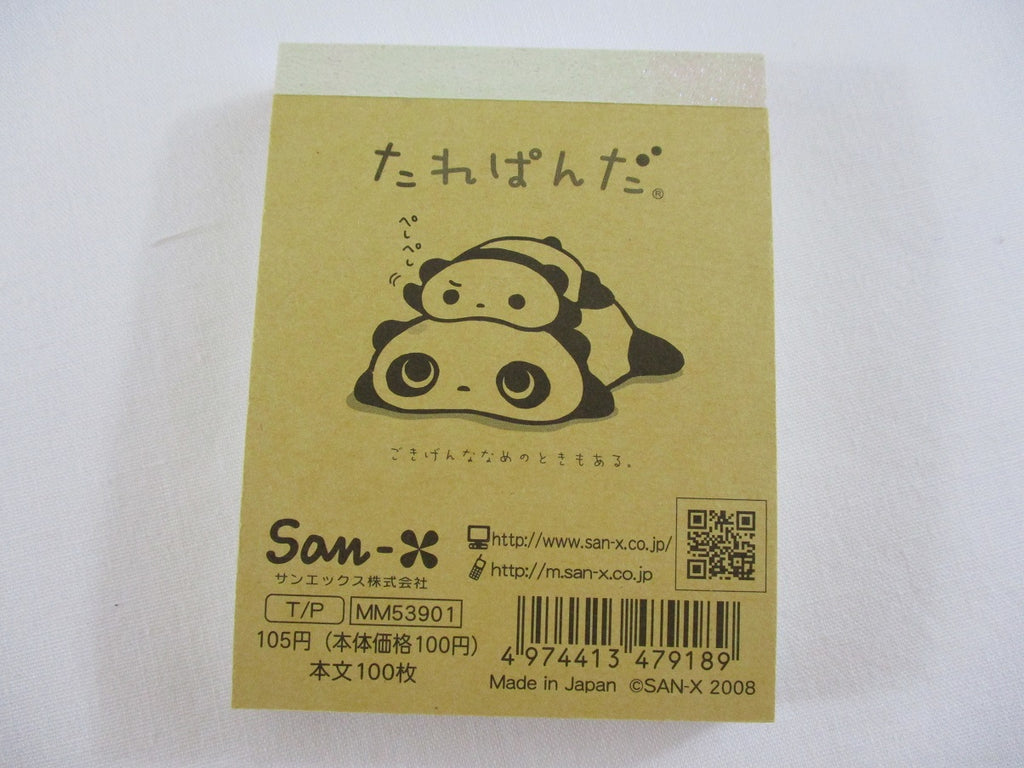 たれぱんだ®
ぺしぺし
ごきげんななめのときもある。
San-X
サンエックス株式会社
http://www.san-x.co.jp/
http://m.san-x.co.jp
T/P MM53901
105円（本体価格100円）
本文100枚
4 974413 479189
Made in Japan ©SAN-X 2008